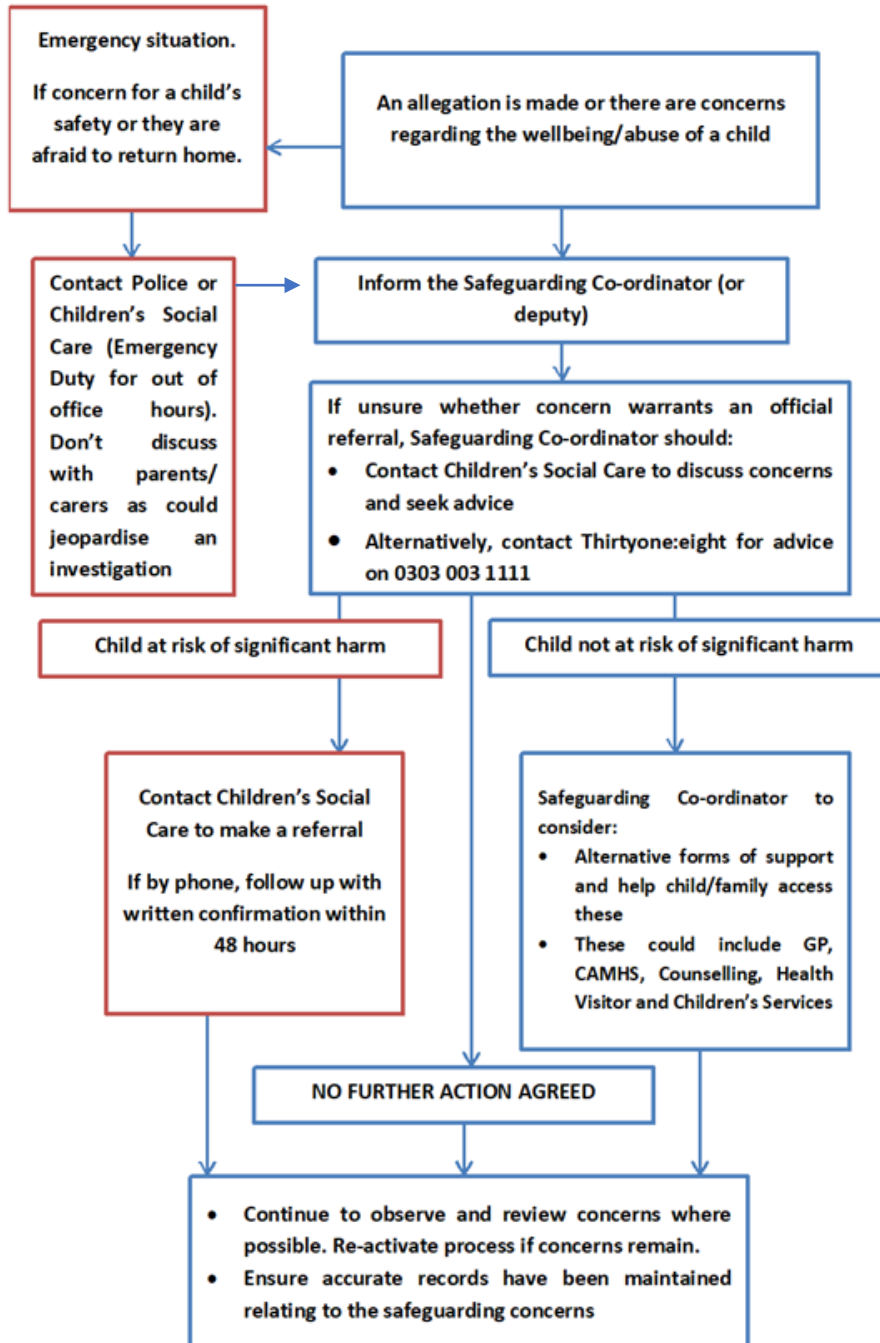 Emergency situation.
If concern for a child's
safety or they are
afraid to return home.
An allegation is made or there are concerns
regarding the wellbeing/abuse of a child
Contact Police or
Children's Social
Care (Emergency
Duty for out of
office hours).
Don't discuss
with parents/
carers as could
jeopardise an
investigation
Inform the Safeguarding Co-ordinator (or
deputy)
If unsure whether concern warrants an official
referral, Safeguarding Co-ordinator should:
• Contact Children's Social Care to discuss concerns
and seek advice
• Alternatively, contact Thirtyone:eight for advice
on 0303 003 1111
Child at risk of significant harm
Child not at risk of significant harm
Contact Children's Social
Care to make a referral
If by phone, follow up with
written confirmation within
48 hours
Safeguarding Co-ordinator to
consider:
• Alternative forms of support
and help child/family access
these
• These could include GP,
CAMHS, Counselling, Health
Visitor and Children's Services
NO FURTHER ACTION AGREED
• Continue to observe and review concerns where
possible. Re-activate process if concerns remain.
• Ensure accurate records have been maintained
relating to the safeguarding concerns